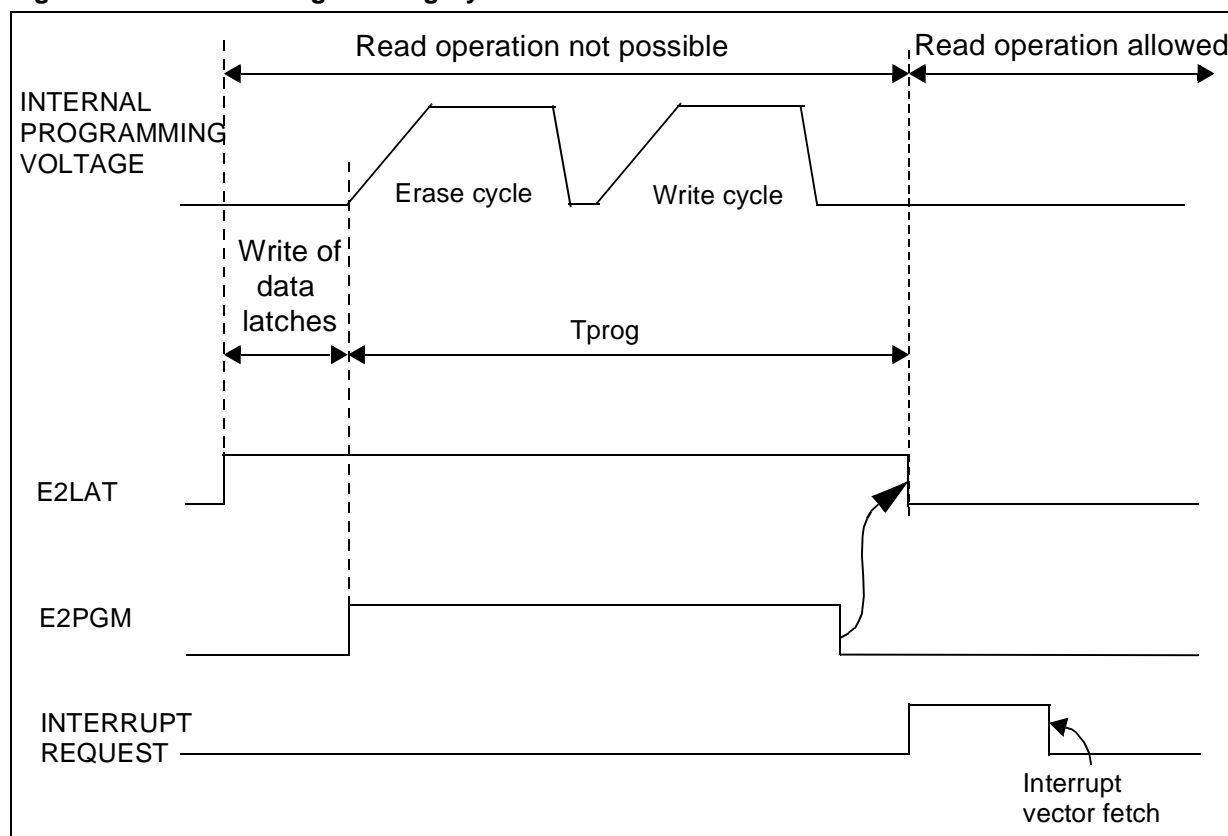 Read operation not possible
Read operation allowed
INTERNAL
PROGRAMMING
VOLTAGE
Erase cycle
Write cycle
Write of
data
latches
Tprog
E2LAT
E2PGM
INTERRUPT
REQUEST
Interrupt
vector fetch